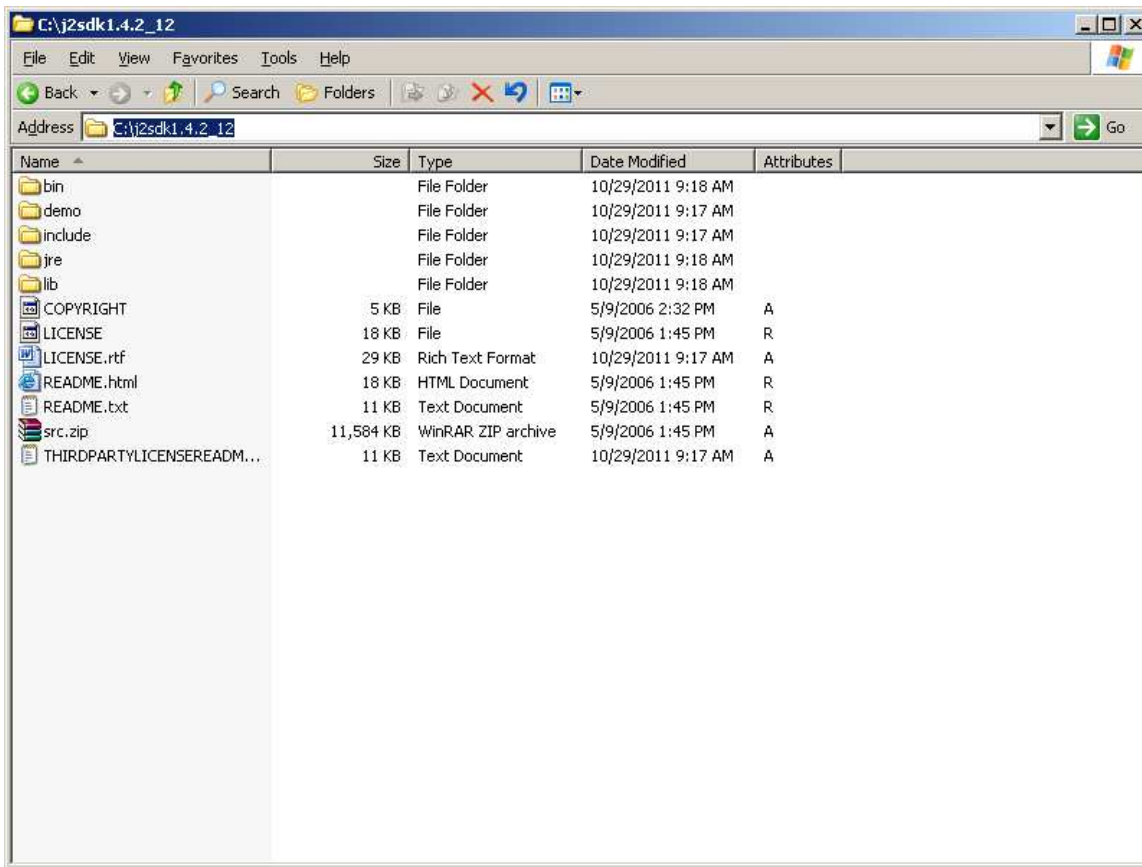 C:\j2sdk1.4.2_12
File Edit View Favorites Tools Help
Back Search Folders
Address C:\j2sdk1.4.2_12 Go
Name Size Type Date Modified Attributes
bin File Folder 10/29/2011 9:18 AM
demo File Folder 10/29/2011 9:17 AM
include File Folder 10/29/2011 9:17 AM
jre File Folder 10/29/2011 9:18 AM
lib File Folder 10/29/2011 9:18 AM
COPYRIGHT 5 KB File 5/9/2006 2:32 PM A
LICENSE 18 KB File 5/9/2006 1:45 PM R
LICENSE.rtf 29 KB Rich Text Format 10/29/2011 9:17 AM A
README.html 18 KB HTML Document 5/9/2006 1:45 PM R
README.txt 11 KB Text Document 5/9/2006 1:45 PM R
src.zip 11,584 KB WinRAR ZIP archive 5/9/2006 1:45 PM A
THIRDPARTYLICENSEREADM... 11 KB Text Document 10/29/2011 9:17 AM A